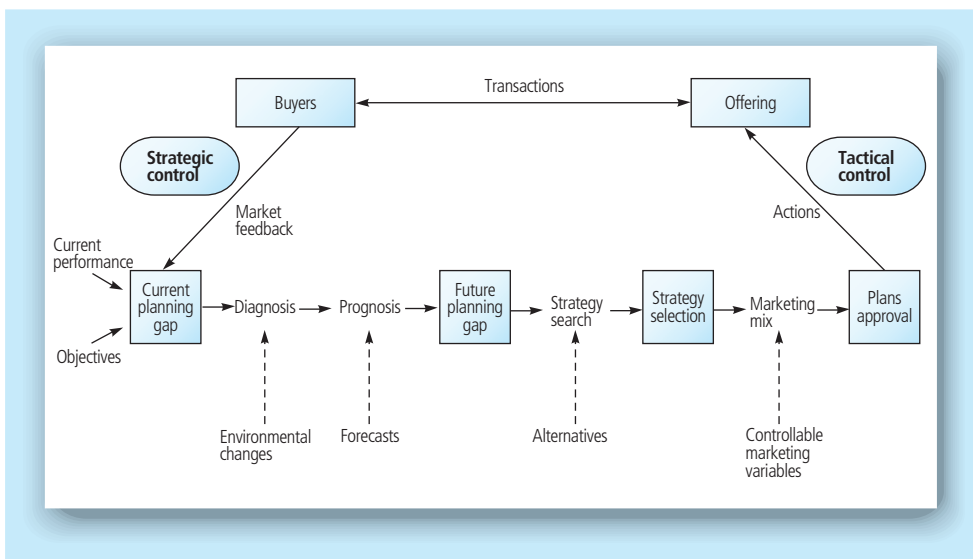 Transactions
Buyers
Offering
Strategic
control
Tactical
control
Market
feedback
Actions
Current
performance
Objectives
Current
planning
gap
Diagnosis
Prognosis
Future
planning
gap
Strategy
search
Strategy
selection
Marketing
mix
Plans
approval
Environmental
changes
Forecasts
Alternatives
Controllable
marketing
variables